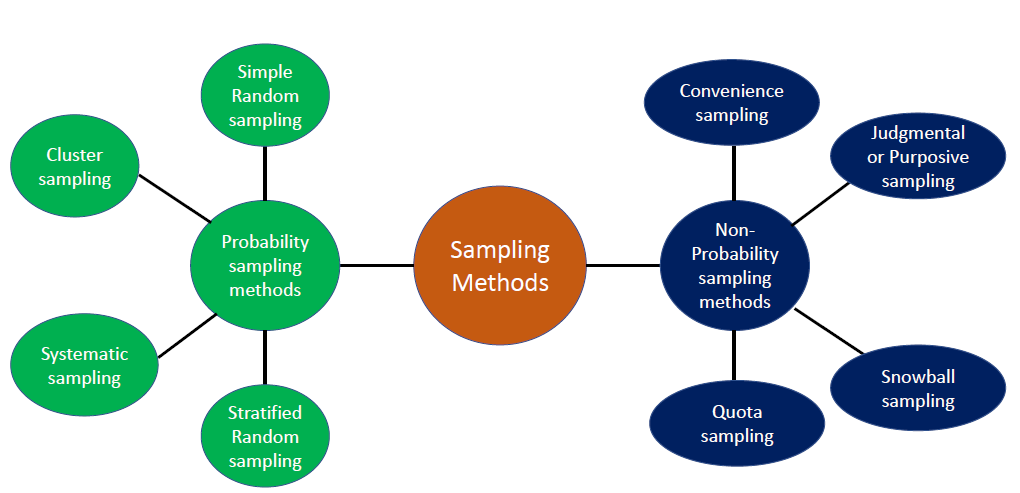 Simple
Random
sampling
Cluster
sampling
Probability
sampling
methods
Systematic
sampling
Stratified
Random
sampling
Sampling
Methods
Convenience
sampling
Judgmental
or Purposive
sampling
Non-
Probability
sampling
methods
Snowball
sampling
Quota
sampling